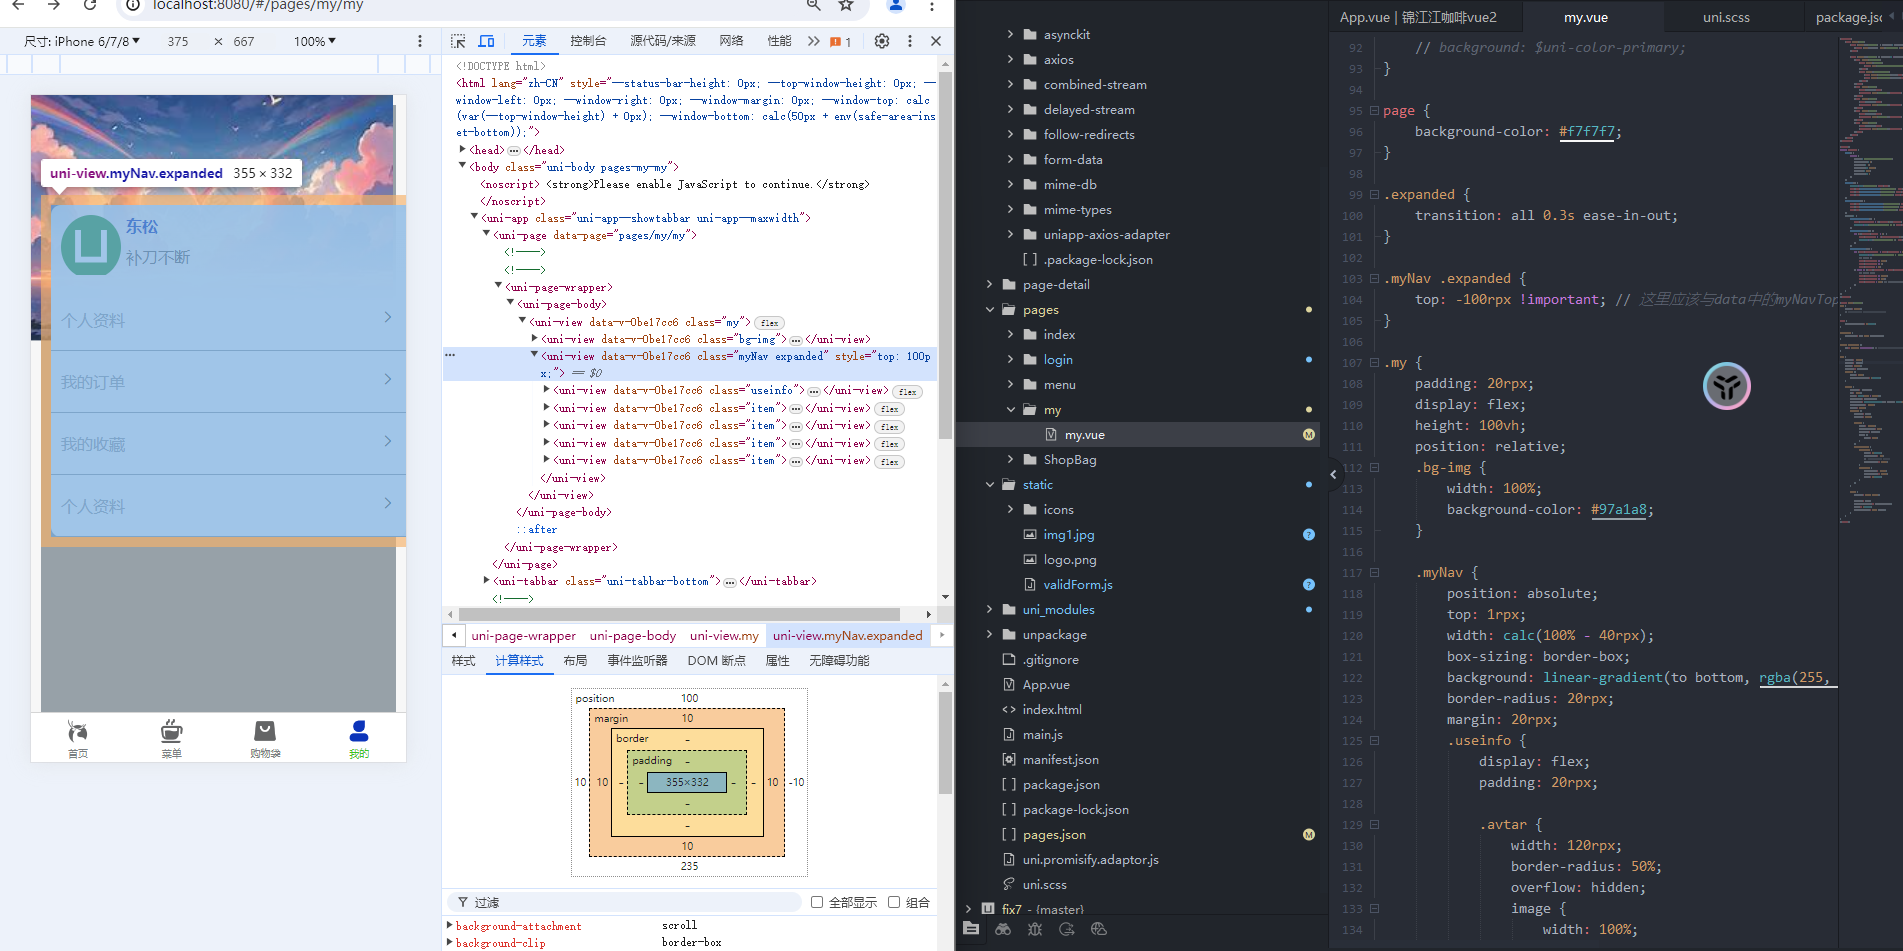 localhost:8080/#/pages/my/my
尺寸: iPhone 6/7/8 ▼ 375 × 667 100% ▼
元素 控制台 源代码/来源 网络 性能 1
uni-view.myNav.expanded 355 × 332
东松
补刀不断
个人资料
我的订单
我的收藏
个人资料
首页 菜单 购物袋 我的
<!DOCTYPE html>
<html lang="zh-CN" style="--status-bar-height: 0px; --top-window-height: 0px; --
window-left: 0px; --window-right: 0px; --window-margin: 0px; --window-top: calc
(var(--top-window-height) + 0px); --window-bottom: calc(50px + env(safe-area-ins
et-bottom));">
<head> … </head>
<body class="uni-body pages-my-my">
<noscript> <strong>Please enable JavaScript to continue.</strong>
</noscript>
<uni-app class="uni-app--showtabbar uni-app--maxwidth">
<uni-page data-page="pages/my/my">
<!---->
<!---->
<uni-page-wrapper>
<uni-page-body>
<uni-view data-v-0be17cc6 class="my"> flex
<uni-view data-v-0be17cc6 class="bg-img"> … </uni-view>
<uni-view data-v-0be17cc6 class="myNav expanded" style="top: 100p
x;"> == $0
<uni-view data-v-0be17cc6 class="useinfo"> … </uni-view> flex
<uni-view data-v-0be17cc6 class="item"> … </uni-view> flex
<uni-view data-v-0be17cc6 class="item"> … </uni-view> flex
<uni-view data-v-0be17cc6 class="item"> … </uni-view> flex
<uni-view data-v-0be17cc6 class="item"> … </uni-view> flex
</uni-view>
</uni-view>
</uni-page-body>
::after
</uni-page-wrapper>
</uni-page>
<uni-tabbar class="uni-tabbar-bottom"> … </uni-tabbar>
<!---->
uni-page-wrapper uni-page-body uni-view.my uni-view.myNav.expanded
样式 计算样式 布局 事件监听器 DOM 断点 属性 无障碍功能
position 100
margin 10
border -
padding -
10 10 - - 355×332 - - 10 -10
-
-
10
235
过滤 全部显示 组合
background-attachment scroll
background-clip border-box
asynckit
axios
combined-stream
delayed-stream
follow-redirects
form-data
mime-db
mime-types
uniapp-axios-adapter
[ ] .package-lock.json
page-detail
pages
index
login
menu
my
my.vue M
ShopBag
static
icons
img1.jpg ?
logo.png
validForm.js ?
uni_modules
unpackage
.gitignore
App.vue
<> index.html
main.js
manifest.json
[ ] package.json
[ ] package-lock.json
[ ] pages.json M
uni.promisify.adaptor.js
uni.scss
fix7 - {master}
App.vue | 锦江江咖啡vue2 my.vue uni.scss package.jsc
92 // background: $uni-color-primary;
93 }
94
95 page {
96 background-color: #f7f7f7;
97 }
98
99 .expanded {
100 transition: all 0.3s ease-in-out;
101 }
102
103 .myNav .expanded {
104 top: -100rpx !important; // 这里应该与data中的myNavTop
105 }
106
107 .my {
108 padding: 20rpx;
109 display: flex;
110 height: 100vh;
111 position: relative;
112 .bg-img {
113 width: 100%;
114 background-color: #97a1a8;
115 }
116
117 .myNav {
118 position: absolute;
119 top: 1rpx;
120 width: calc(100% - 40rpx);
121 box-sizing: border-box;
122 background: linear-gradient(to bottom, rgba(255,
123 border-radius: 20rpx;
124 margin: 20rpx;
125 .useinfo {
126 display: flex;
127 padding: 20rpx;
128
129 .avtar {
130 width: 120rpx;
131 border-radius: 50%;
132 overflow: hidden;
133 image {
134 width: 100%;